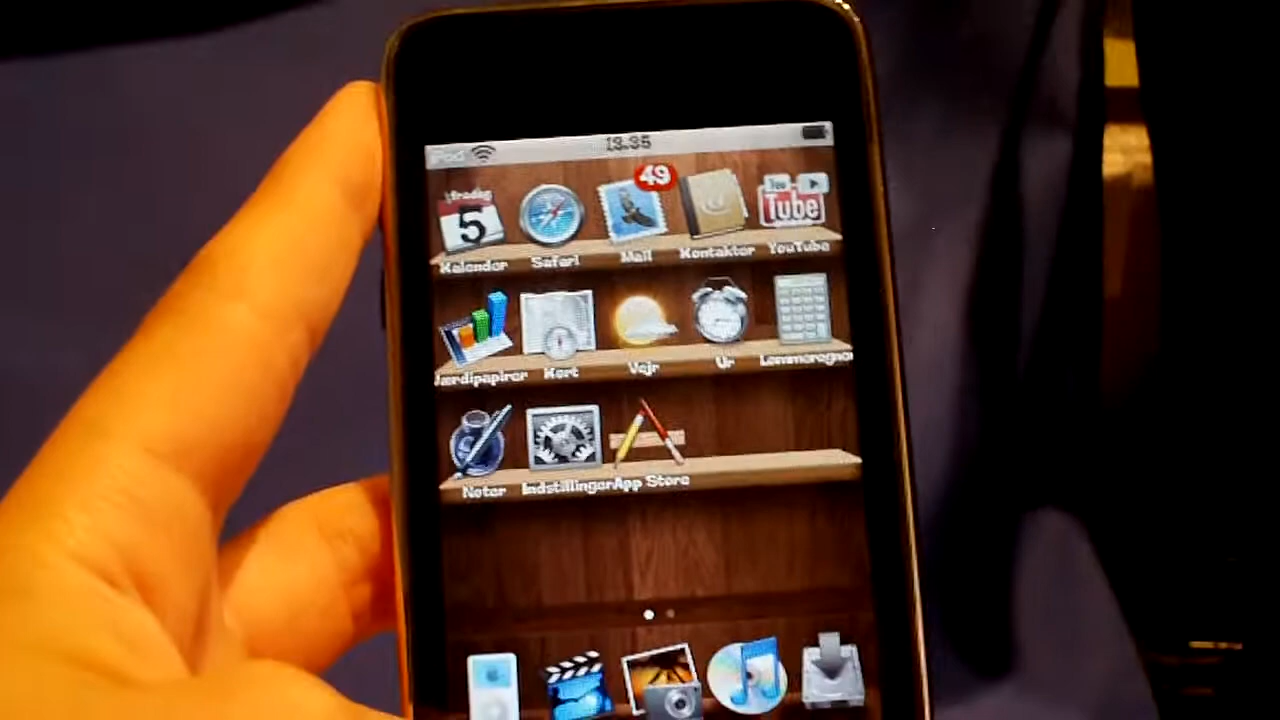 iPod 13.35
fredag
5
49
You
Tube
Kalender Safari Mail Kontakter YouTube
Værdipapirer Kort Vejr Ur Lommeregner
Noter Indstillinger App Store